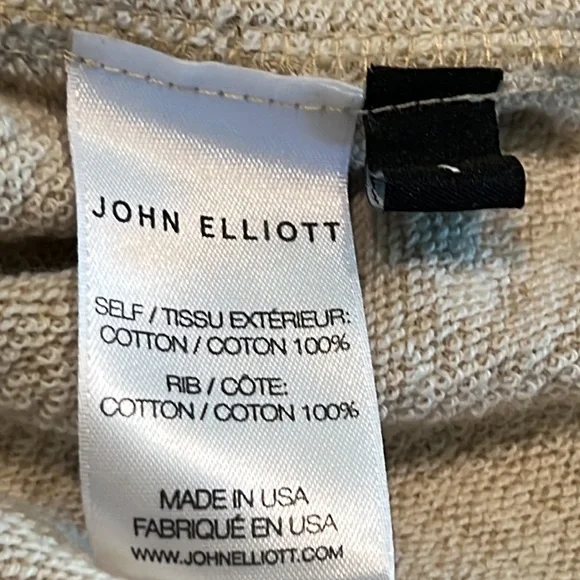 JOHN ELLIOTT
SELF / TISSU EXTÉRIEUR:
COTTON / COTON 100%
RIB / CÔTE:
COTTON / COTON 100%
MADE IN USA
FABRIQUÉ EN USA
WWW.JOHNELLIOTT.COM